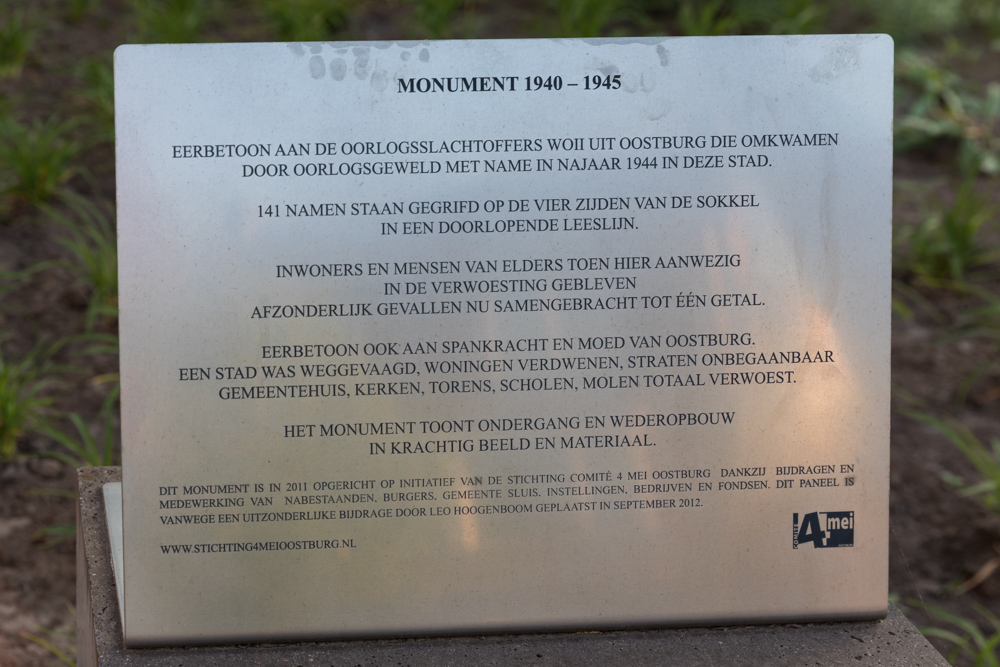 MONUMENT 1940 – 1945
EERBETOON AAN DE OORLOGSSLACHTOFFERS WOII UIT OOSTBURG DIE OMKWAMEN
DOOR OORLOGSGEWELD MET NAME IN NAJAAR 1944 IN DEZE STAD.
141 NAMEN STAAN GEGRIFD OP DE VIER ZIJDEN VAN DE SOKKEL
IN EEN DOORLOPENDE LEESLIJN.
INWONERS EN MENSEN VAN ELDERS TOEN HIER AANWEZIG
IN DE VERWOESTING GEBLEVEN
AFZONDERLIJK GEVALLEN NU SAMENGEBRACHT TOT ÉÉN GETAL.
EERBETOON OOK AAN SPANKRACHT EN MOED VAN OOSTBURG.
EEN STAD WAS WEGGEVAAGD, WONINGEN VERDWENEN, STRATEN ONBEGAANBAAR
GEMEENTEHUIS, KERKEN, TORENS, SCHOLEN, MOLEN TOTAAL VERWOEST.
HET MONUMENT TOONT ONDERGANG EN WEDEROPBOUW
IN KRACHTIG BEELD EN MATERIAAL.
DIT MONUMENT IS IN 2011 OPGERICHT OP INITIATIEF VAN DE STICHTING COMITÉ 4 MEI OOSTBURG DANKZIJ BIJDRAGEN EN
MEDEWERKING VAN NABESTAANDEN, BURGERS, GEMEENTE SLUIS, INSTELLINGEN, BEDRIJVEN EN FONDSEN. DIT PANEEL IS
VANWEGE EEN UITZONDERLIJKE BIJDRAGE DOOR LEO HOOGENBOOM GEPLAATST IN SEPTEMBER 2012.
WWW.STICHTING4MEIOOSTBURG.NL
COMITE 4 mei